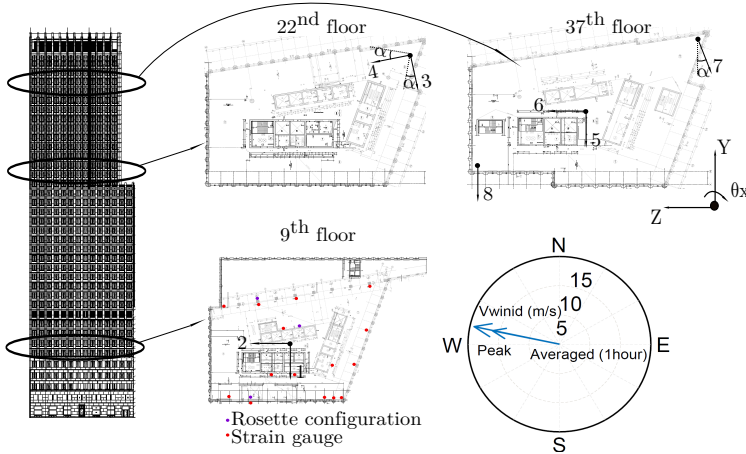 22nd floor
37th floor
α
4
α 3
α 7
6
5
8
Y
θx
Z
9th floor
2
1
Rosette configuration
Strain gauge
N
15
10
5
Vwinid (m/s)
W
E
Peak
Averaged (1hour)
S